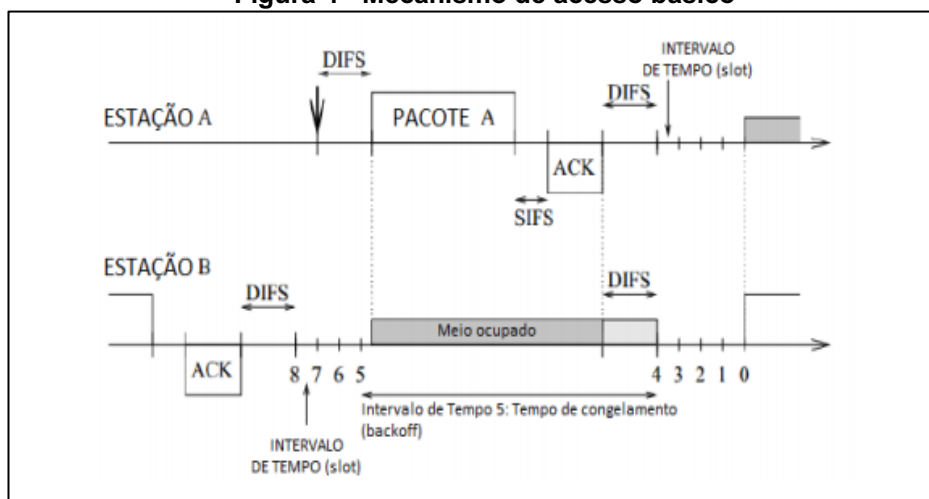 Figura 1 - Mecanismo de acesso básico
INTERVALO
DE TEMPO (slot)
DIFS
DIFS
ESTAÇÃO A
PACOTE A
ACK
SIFS
ESTAÇÃO B
DIFS
DIFS
Meio ocupado
ACK
8 7 6 5
4 3 2 1 0
Intervalo de Tempo 5: Tempo de congelamento
(backoff)
INTERVALO
DE TEMPO (slot)